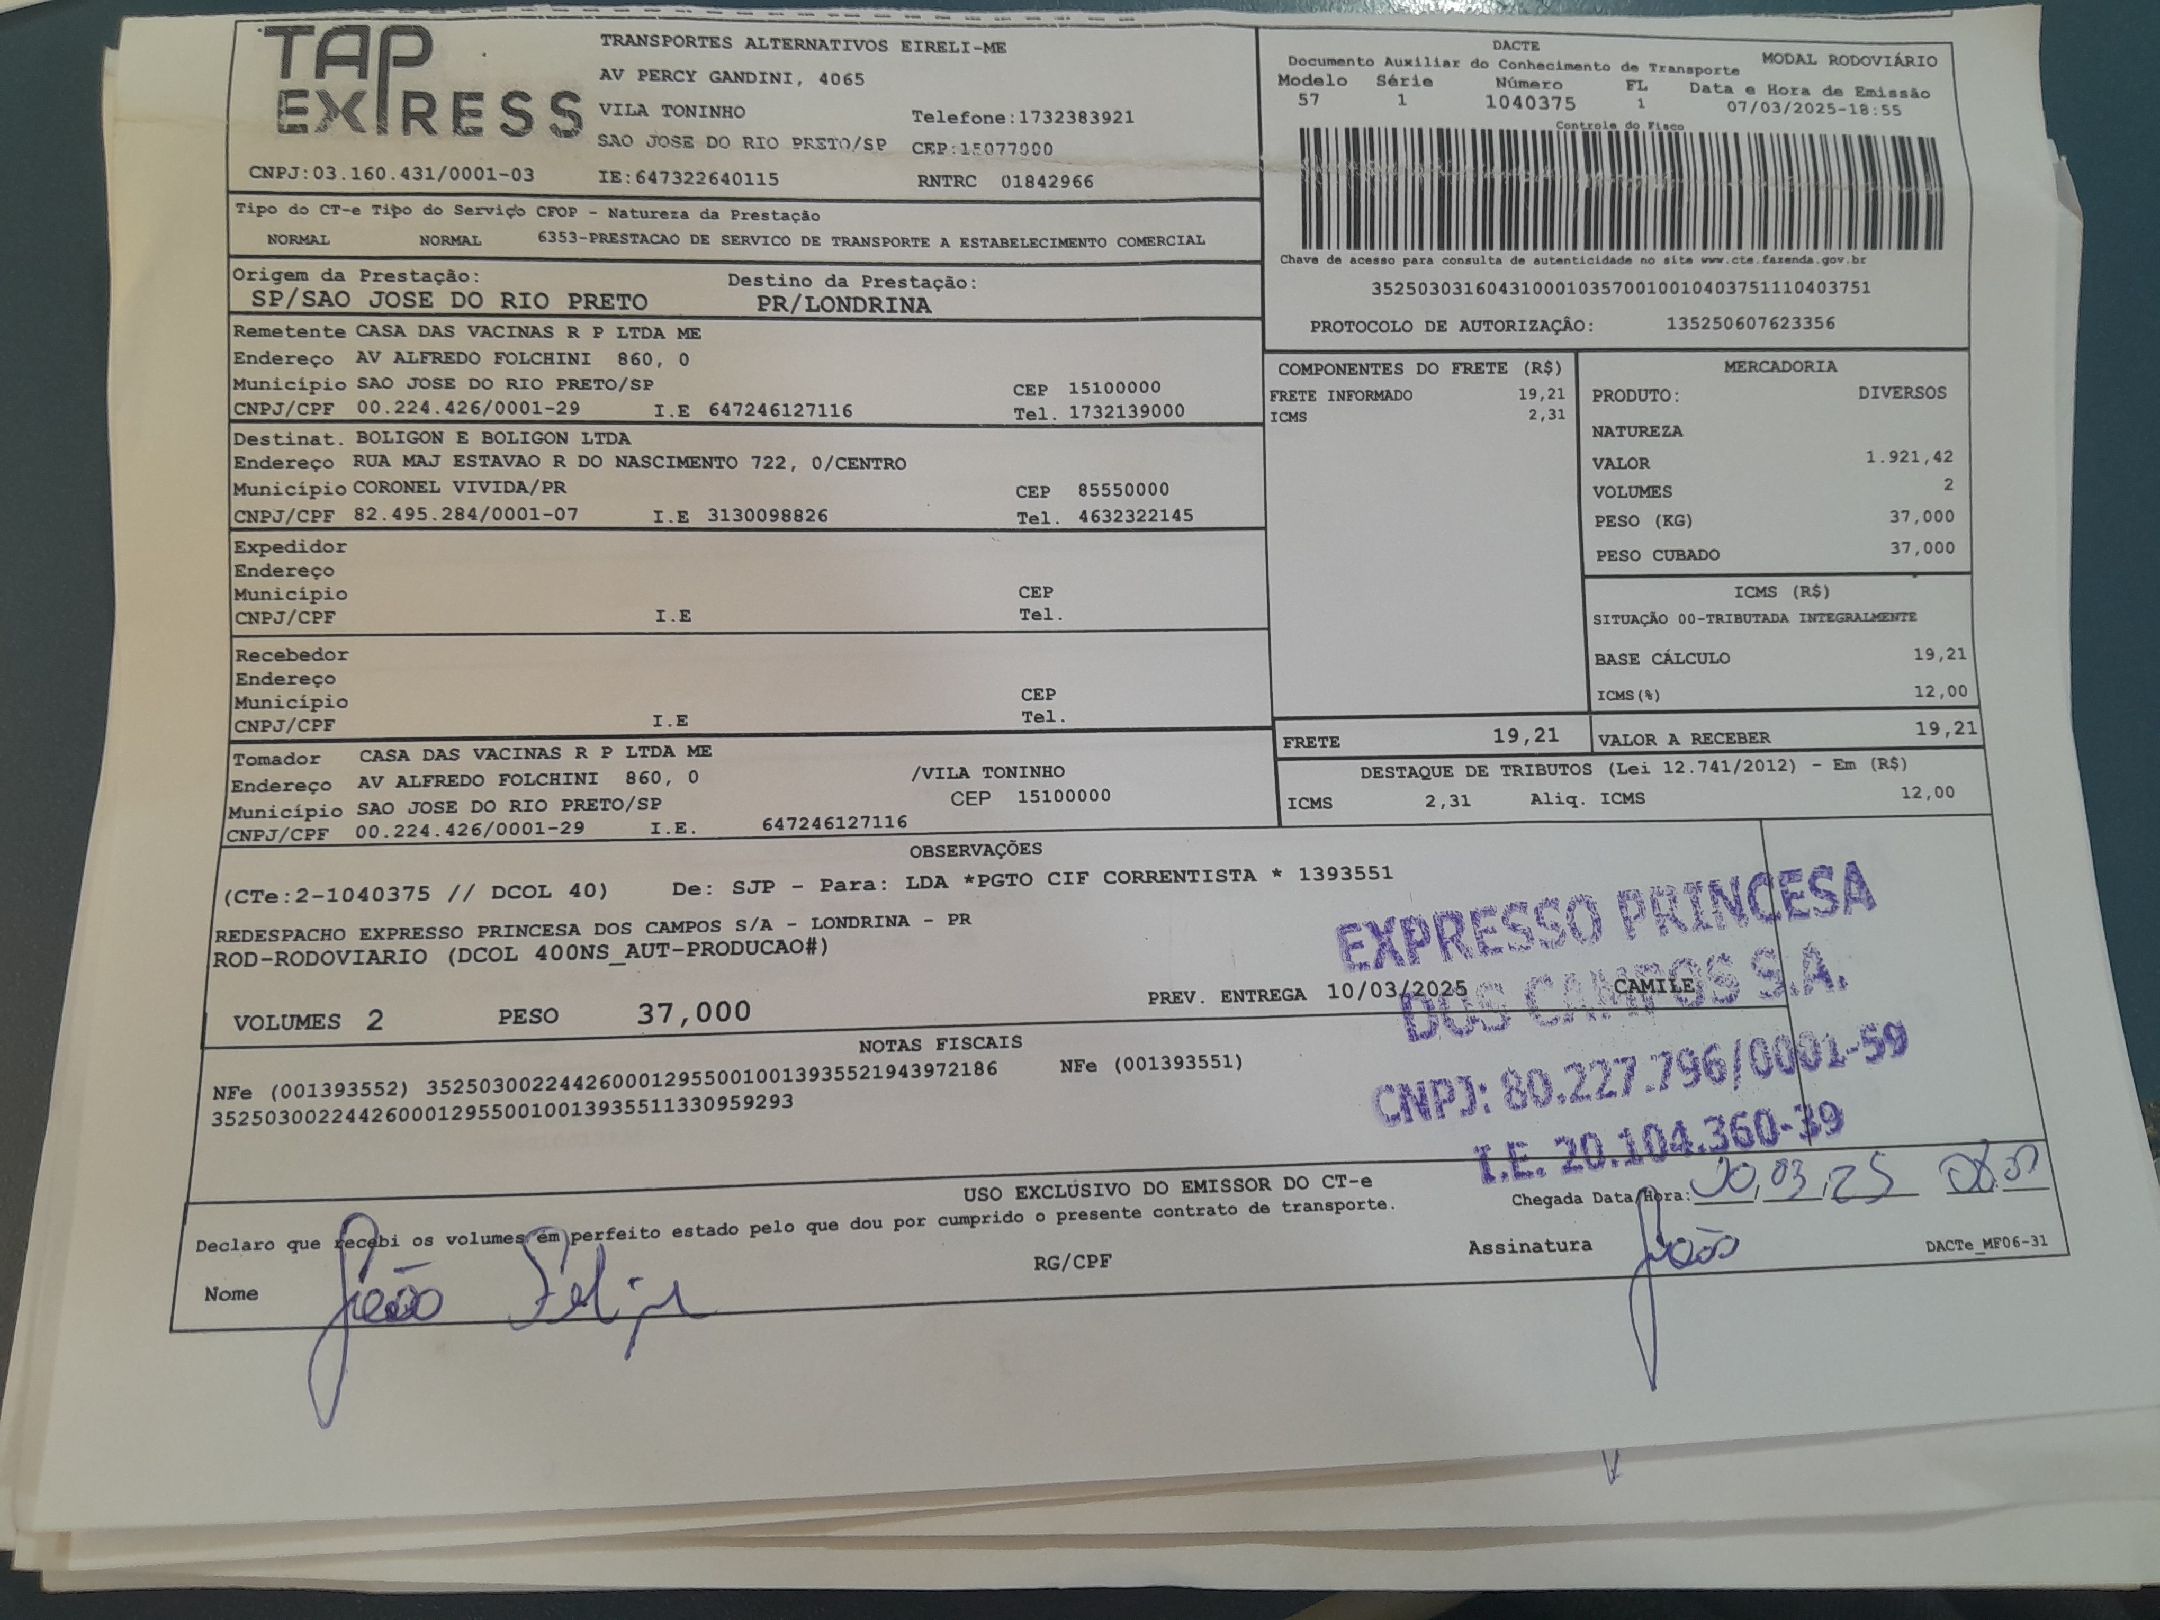 TAP EXPRESS
TRANSPORTES ALTERNATIVOS EIRELI-ME
AV PERCY GANDINI, 4065
VILA TONINHO Telefone:1732383921
SAO JOSE DO RIO PRETO/SP CEP:15077000
CNPJ:03.160.431/0001-03 IE:647322640115 RNTRC 01842966
DACTE
Documento Auxiliar do Conhecimento de Transporte MODAL RODOVIÁRIO
Modelo Série Número FL Data e Hora de Emissão
57 1 1040375 1 07/03/2025-18:55
Controle do Fisco
Chave de acesso para consulta de autenticidade no site www.cte.fazenda.gov.br
35250303160431000103570010010403751110403751
PROTOCOLO DE AUTORIZAÇÂO: 135250607623356
Tipo do CT-e Tipo do Serviço CFOP - Natureza da Prestação
NORMAL NORMAL 6353-PRESTACAO DE SERVICO DE TRANSPORTE A ESTABELECIMENTO COMERCIAL
Origem da Prestação: Destino da Prestação:
SP/SAO JOSE DO RIO PRETO PR/LONDRINA
Remetente CASA DAS VACINAS R P LTDA ME
Endereço AV ALFREDO FOLCHINI 860, 0
Município SAO JOSE DO RIO PRETO/SP CEP 15100000
CNPJ/CPF 00.224.426/0001-29 I.E 647246127116 Tel. 1732139000
Destinat. BOLIGON E BOLIGON LTDA
Endereço RUA MAJ ESTAVAO R DO NASCIMENTO 722, 0/CENTRO
Município CORONEL VIVIDA/PR CEP 85550000
CNPJ/CPF 82.495.284/0001-07 I.E 3130098826 Tel. 4632322145
Expedidor
Endereço
Município CEP
CNPJ/CPF I.E Tel.
Recebedor
Endereço
Município CEP
CNPJ/CPF I.E Tel.
Tomador CASA DAS VACINAS R P LTDA ME
Endereço AV ALFREDO FOLCHINI 860, 0 /VILA TONINHO
Município SAO JOSE DO RIO PRETO/SP CEP 15100000
CNPJ/CPF 00.224.426/0001-29 I.E. 647246127116
COMPONENTES DO FRETE (R$)
FRETE INFORMADO 19,21
ICMS 2,31
MERCADORIA
PRODUTO: DIVERSOS
NATUREZA
VALOR 1.921,42
VOLUMES 2
PESO (KG) 37,000
PESO CUBADO 37,000
ICMS (R$)
SITUAÇÃO 00-TRIBUTADA INTEGRALMENTE
BASE CÁLCULO 19,21
ICMS(%) 12,00
FRETE 19,21 VALOR A RECEBER 19,21
DESTAQUE DE TRIBUTOS (Lei 12.741/2012) - Em (R$)
ICMS 2,31 Aliq. ICMS 12,00
OBSERVAÇÕES
(CTe:2-1040375 // DCOL 40) De: SJP - Para: LDA *PGTO CIF CORRENTISTA * 1393551
REDESPACHO EXPRESSO PRINCESA DOS CAMPOS S/A - LONDRINA - PR
ROD-RODOVIARIO (DCOL 400NS_AUT-PRODUCAO#)
PREV. ENTREGA 10/03/2025 CAMILE
VOLUMES 2 PESO 37,000
EXPRESSO PRINCESA
DOS CAMPOS S.A.
CNPJ: 80.227.796/0001-59
I.E. 20.104.360-39
NOTAS FISCAIS
NFe (001393552) 35250300224426000129550010013935521943972186 NFe (001393551)
35250300224426000129550010013935511330959293
USO EXCLUSIVO DO EMISSOR DO CT-e
Chegada Data/Hora: 03 25
Declaro que recebi os volumes em perfeito estado pelo que dou por cumprido o presente contrato de transporte.
Nome João Felipe RG/CPF Assinatura João DACTe_MF06-31